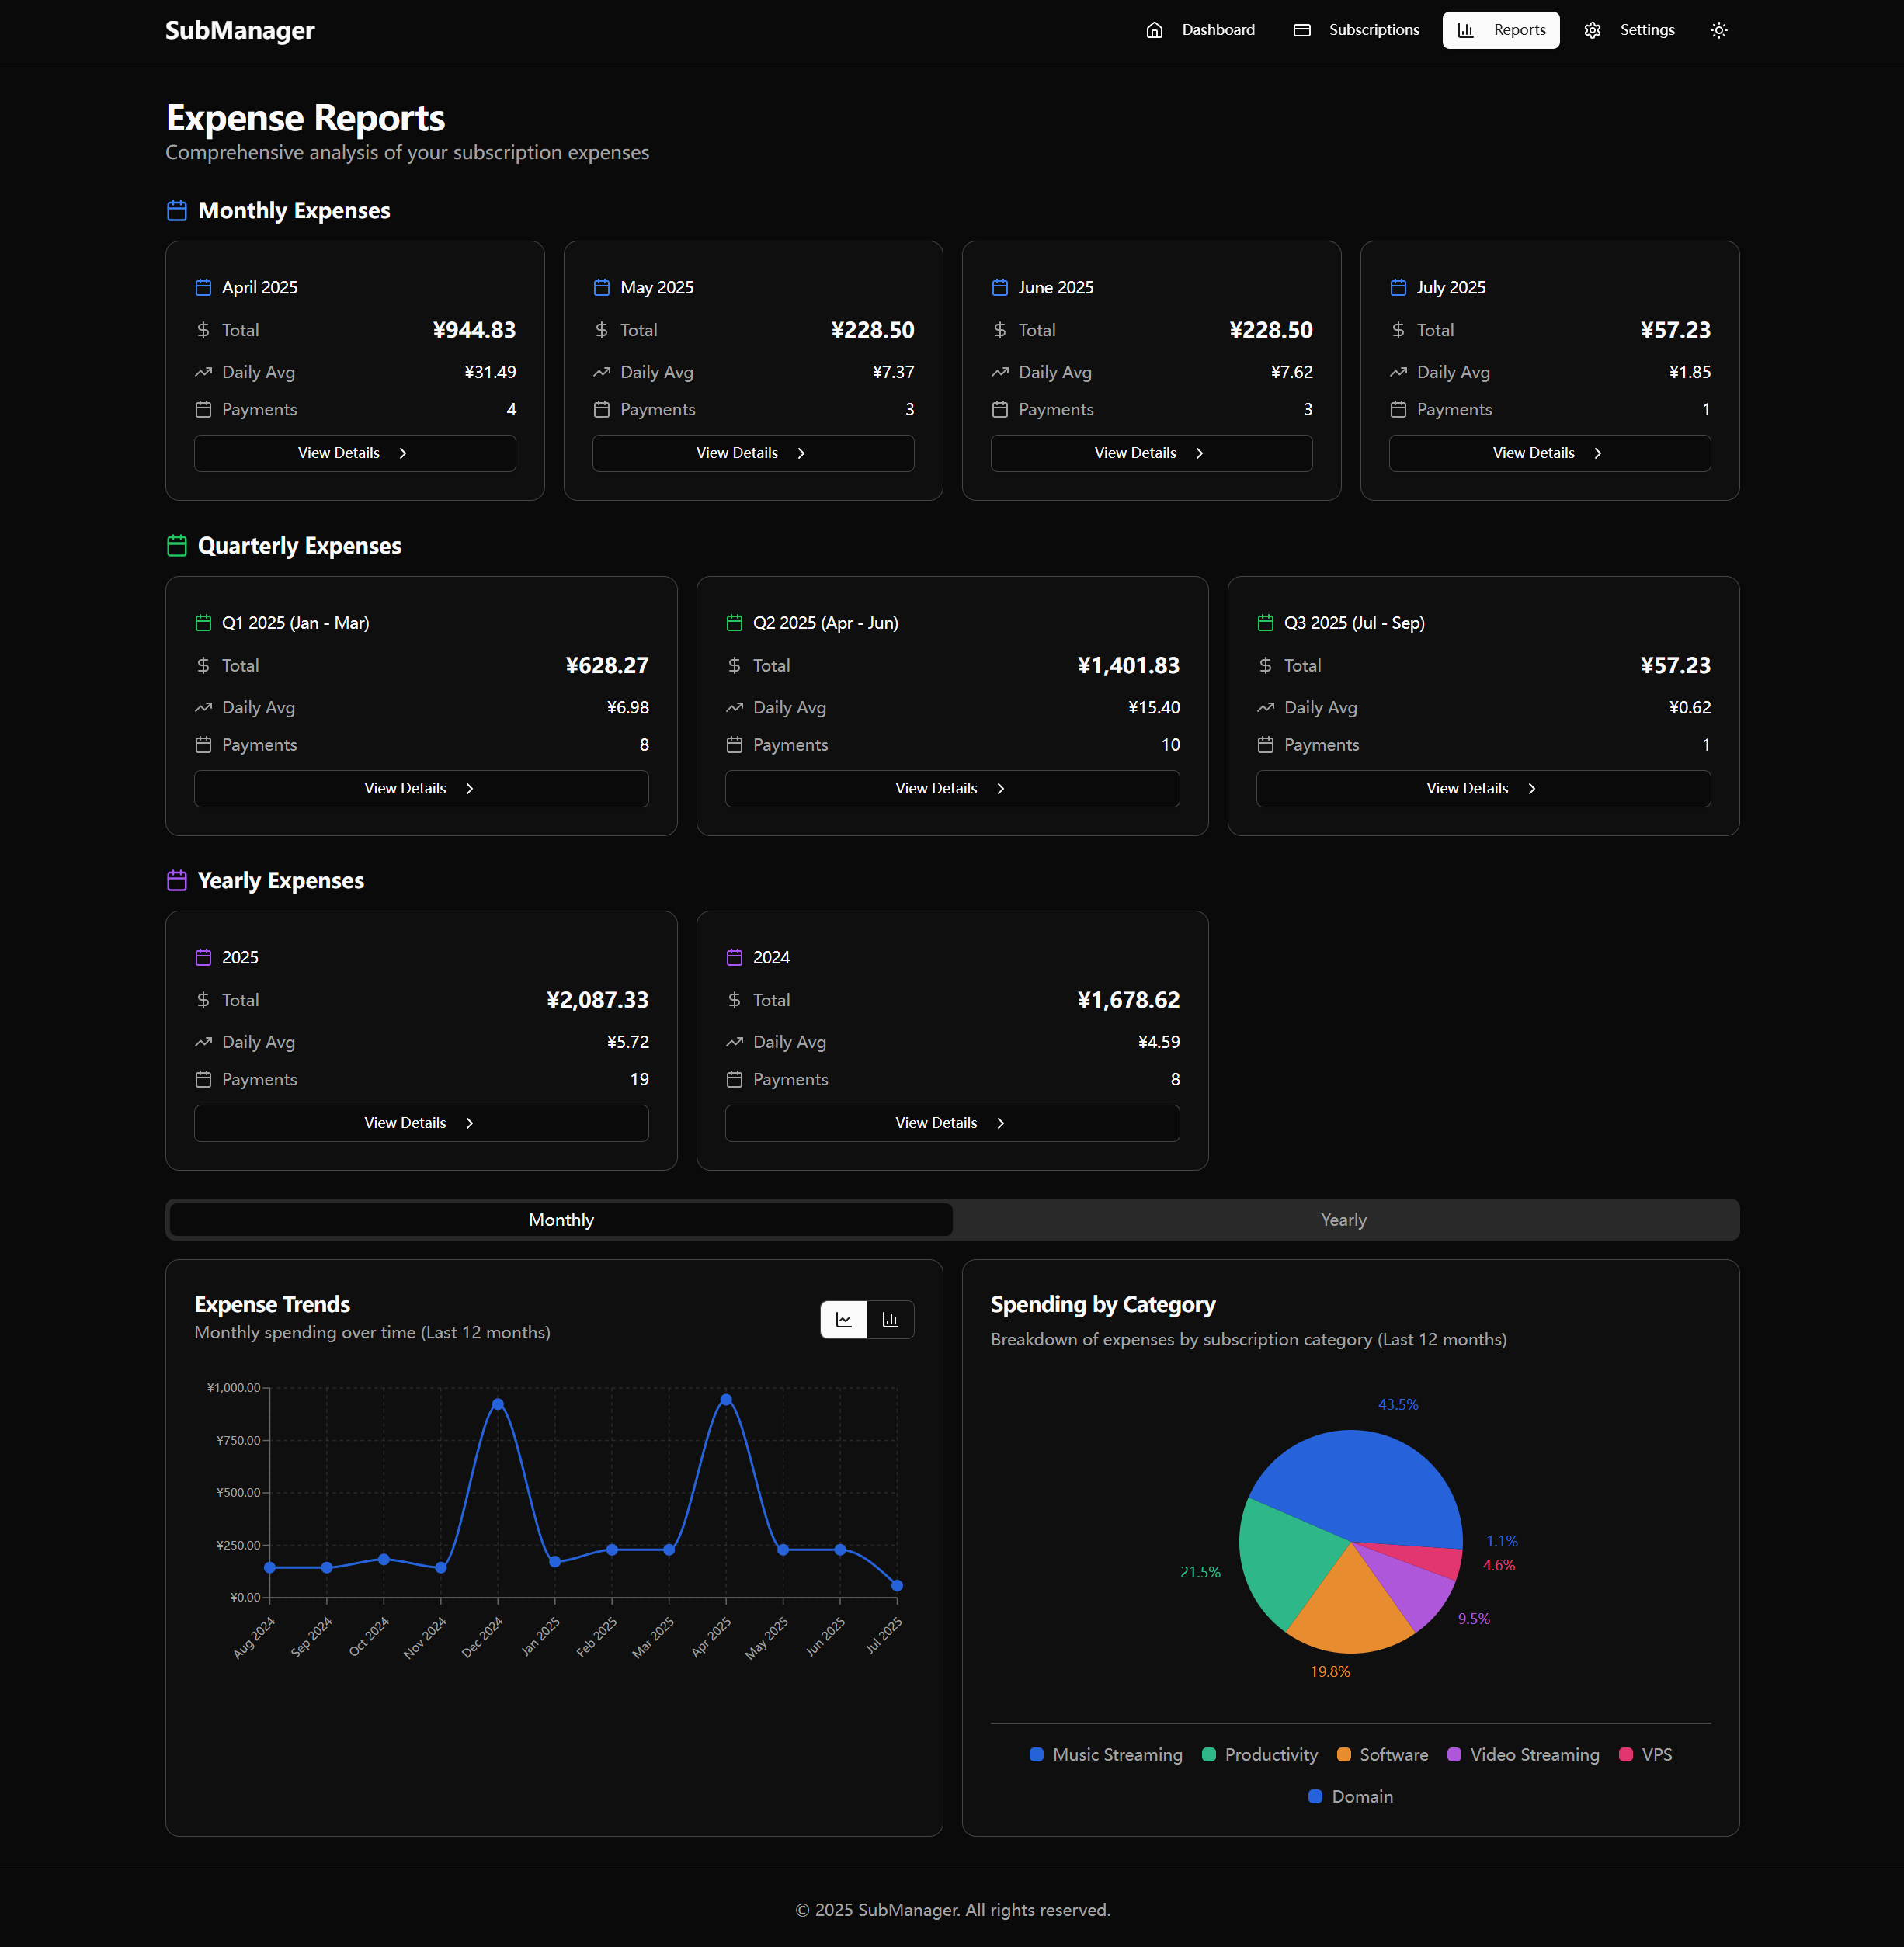 SubManager
Dashboard
Subscriptions
Reports
Settings
Expense Reports
Comprehensive analysis of your subscription expenses
Monthly Expenses
April 2025
Total ¥944.83
Daily Avg ¥31.49
Payments 4
View Details
May 2025
Total ¥228.50
Daily Avg ¥7.37
Payments 3
View Details
June 2025
Total ¥228.50
Daily Avg ¥7.62
Payments 3
View Details
July 2025
Total ¥57.23
Daily Avg ¥1.85
Payments 1
View Details
Quarterly Expenses
Q1 2025 (Jan - Mar)
Total ¥628.27
Daily Avg ¥6.98
Payments 8
View Details
Q2 2025 (Apr - Jun)
Total ¥1,401.83
Daily Avg ¥15.40
Payments 10
View Details
Q3 2025 (Jul - Sep)
Total ¥57.23
Daily Avg ¥0.62
Payments 1
View Details
Yearly Expenses
2025
Total ¥2,087.33
Daily Avg ¥5.72
Payments 19
View Details
2024
Total ¥1,678.62
Daily Avg ¥4.59
Payments 8
View Details
Monthly
Yearly
Expense Trends
Monthly spending over time (Last 12 months)
¥1,000.00
¥750.00
¥500.00
¥250.00
¥0.00
Aug 2024
Sep 2024
Oct 2024
Nov 2024
Dec 2024
Jan 2025
Feb 2025
Mar 2025
Apr 2025
May 2025
Jun 2025
Jul 2025
Spending by Category
Breakdown of expenses by subscription category (Last 12 months)
43.5%
1.1%
4.6%
21.5%
9.5%
19.8%
Music Streaming
Productivity
Software
Video Streaming
VPS
Domain
© 2025 SubManager. All rights reserved.